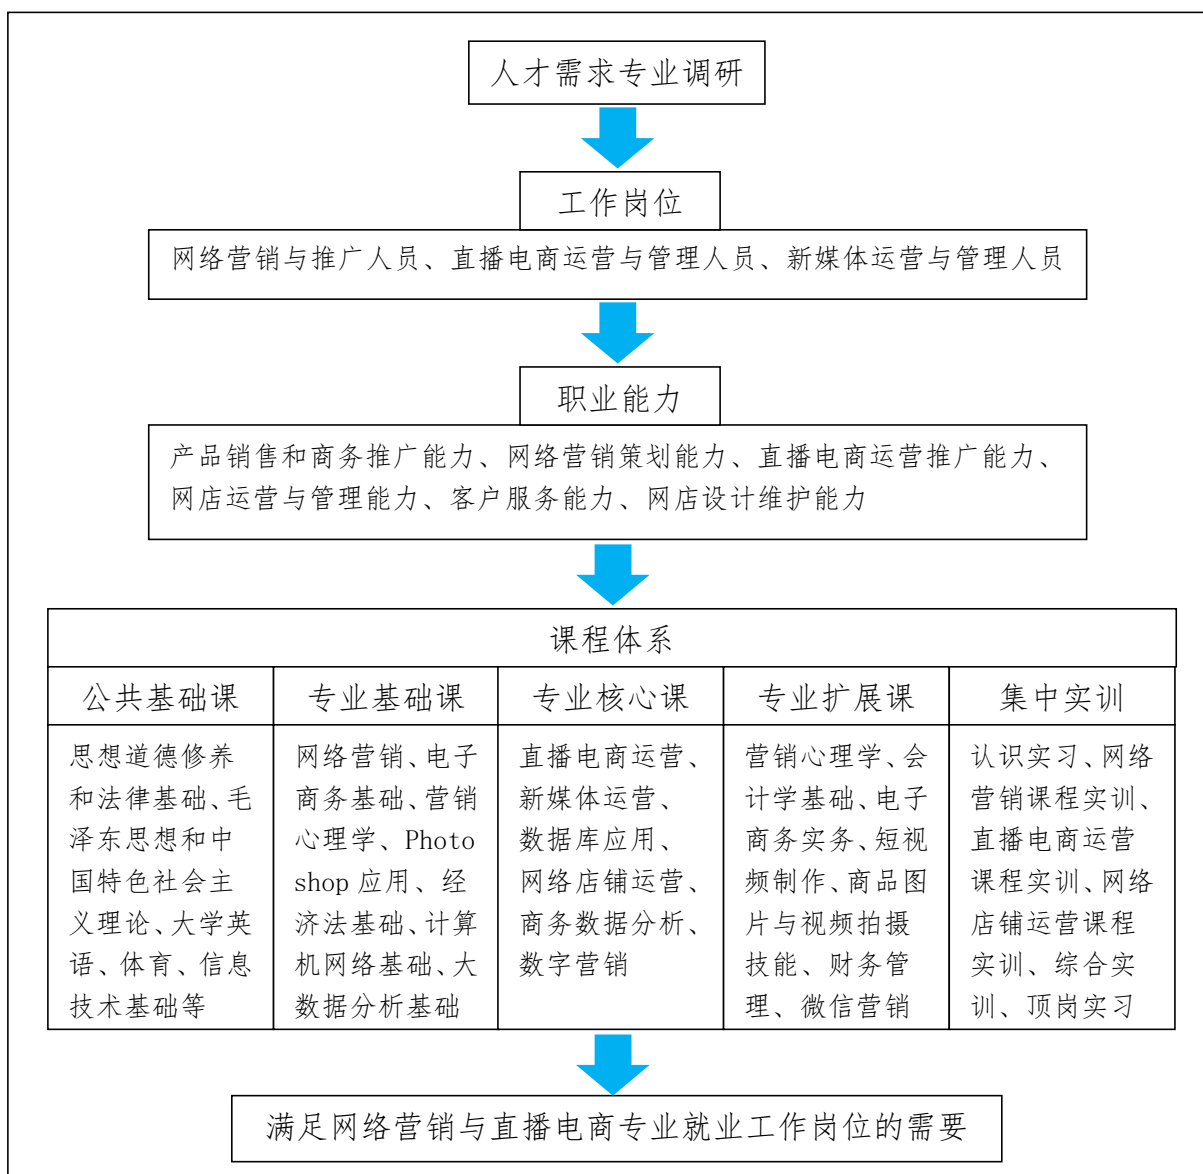 人才需求专业调研
工作岗位
网络营销与推广人员、直播电商运营与管理人员、新媒体运营与管理人员
职业能力
产品销售和商务推广能力、网络营销策划能力、直播电商运营推广能力、
网店运营与管理能力、客户服务能力、网店设计维护能力
课程体系
公共基础课
思想道德修养
和法律基础、毛
泽东思想和中
国特色社会主
义理论、大学英
语、体育、信息
技术基础等
专业基础课
网络营销、电子
商务基础、营销
心理学、Photo
shop 应用、经
济法基础、计算
机网络基础、大
数据分析基础
专业核心课
直播电商运营、
新媒体运营、
数据库应用、
网络店铺运营、
商务数据分析、
数字营销
专业扩展课
营销心理学、会
计学基础、电子
商务实务、短视
频制作、商品图
片与视频拍摄
技能、财务管
理、微信营销
集中实训
认识实习、网络
营销课程实训、
直播电商运营
课程实训、网络
店铺运营课程
实训、综合实
训、顶岗实习
满足网络营销与直播电商专业就业工作岗位的需要